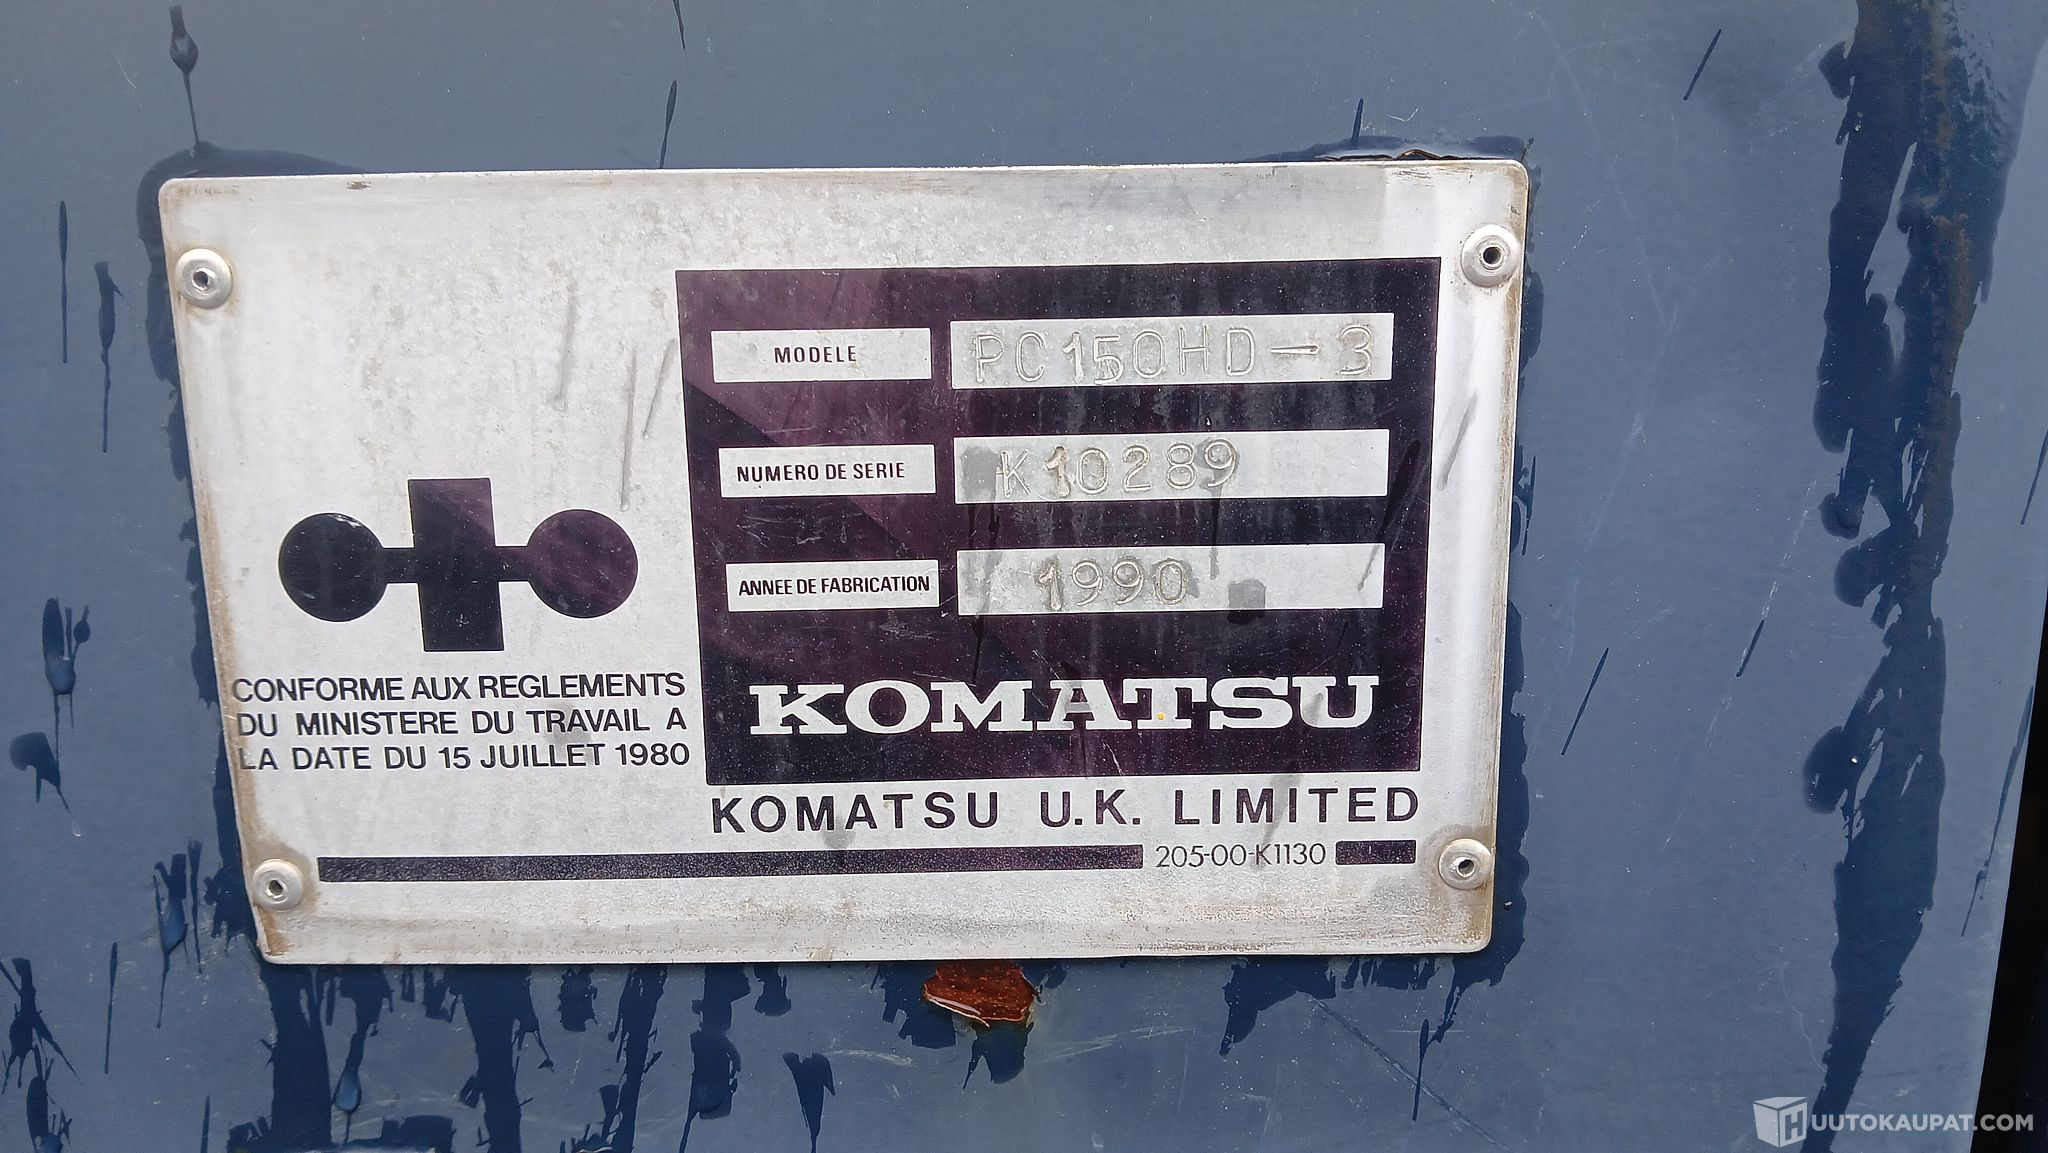 MODELE PC150HD-3
NUMERO DE SERIE K10289
ANNEE DE FABRICATION 1990
KOMATSU
CONFORME AUX REGLEMENTS
DU MINISTERE DU TRAVAIL A
LA DATE DU 15 JUILLET 1980
KOMATSU U.K. LIMITED
205-00-K1130
HUUTOKAUPAT.COM